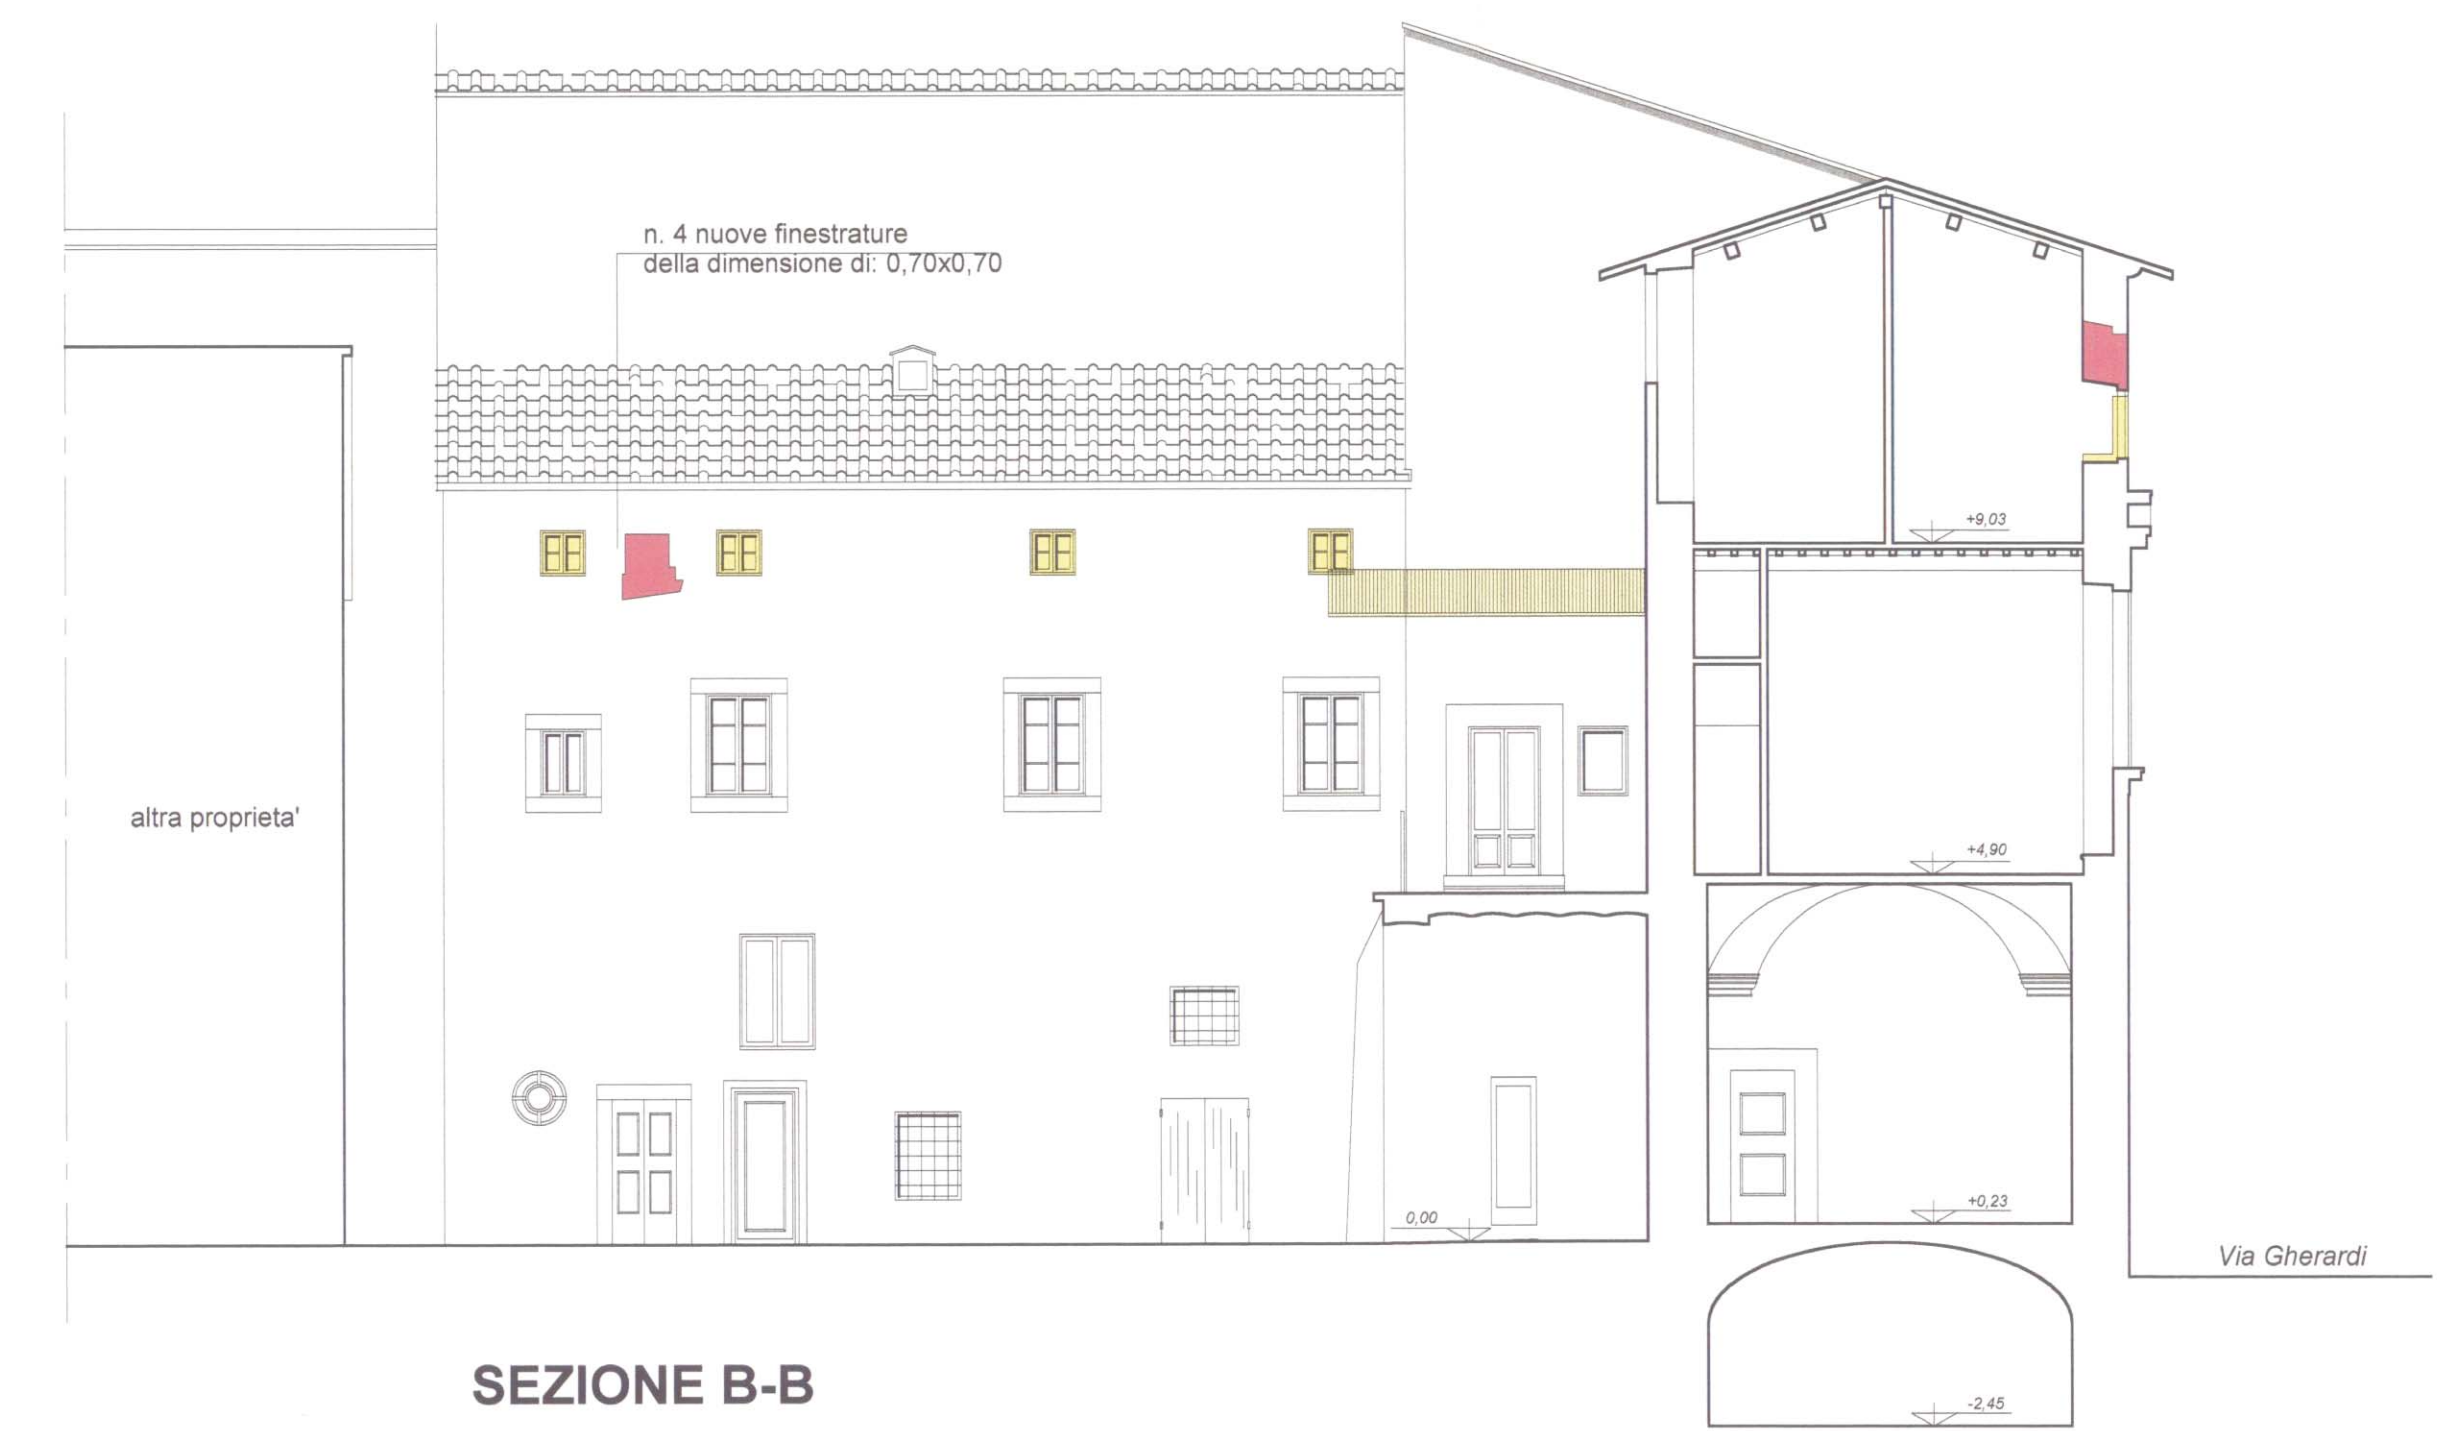 n. 4 nuove finestrature
della dimensione di: 0,70x0,70
+9,03
altra proprieta'
+4,90
+0,23
0,00
Via Gherardi
-2,45
SEZIONE B-B